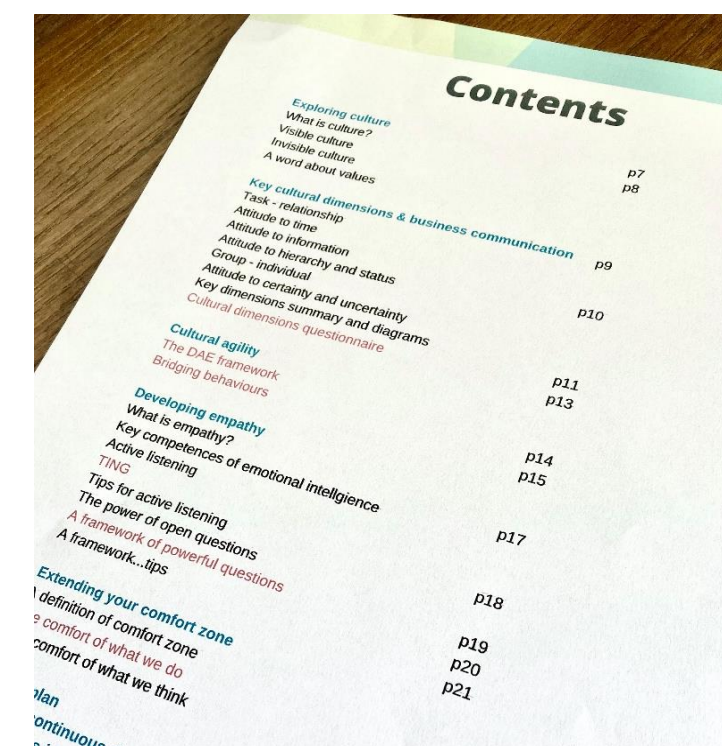 Contents
Exploring culture
What is culture?
Visible culture
Invisible culture
A word about values
Key cultural dimensions & business communication
Task - relationship
Attitude to time
Attitude to information
Attitude to hierarchy and status
Group - individual
Attitude to certainty and uncertainty
Key dimensions summary and diagrams
Cultural dimensions questionnaire
Cultural agility
The DAE framework
Bridging behaviours
Developing empathy
What is empathy?
Key competences of emotional intellgience
Active listening
TING
Tips for active listening
The power of open questions
A framework of powerful questions
A framework...tips
Extending your comfort zone
definition of comfort zone
comfort of what we do
comfort of what we think
p7
p8
p9
p10
p11
p13
p14
p15
p17
p18
p19
p20
p21